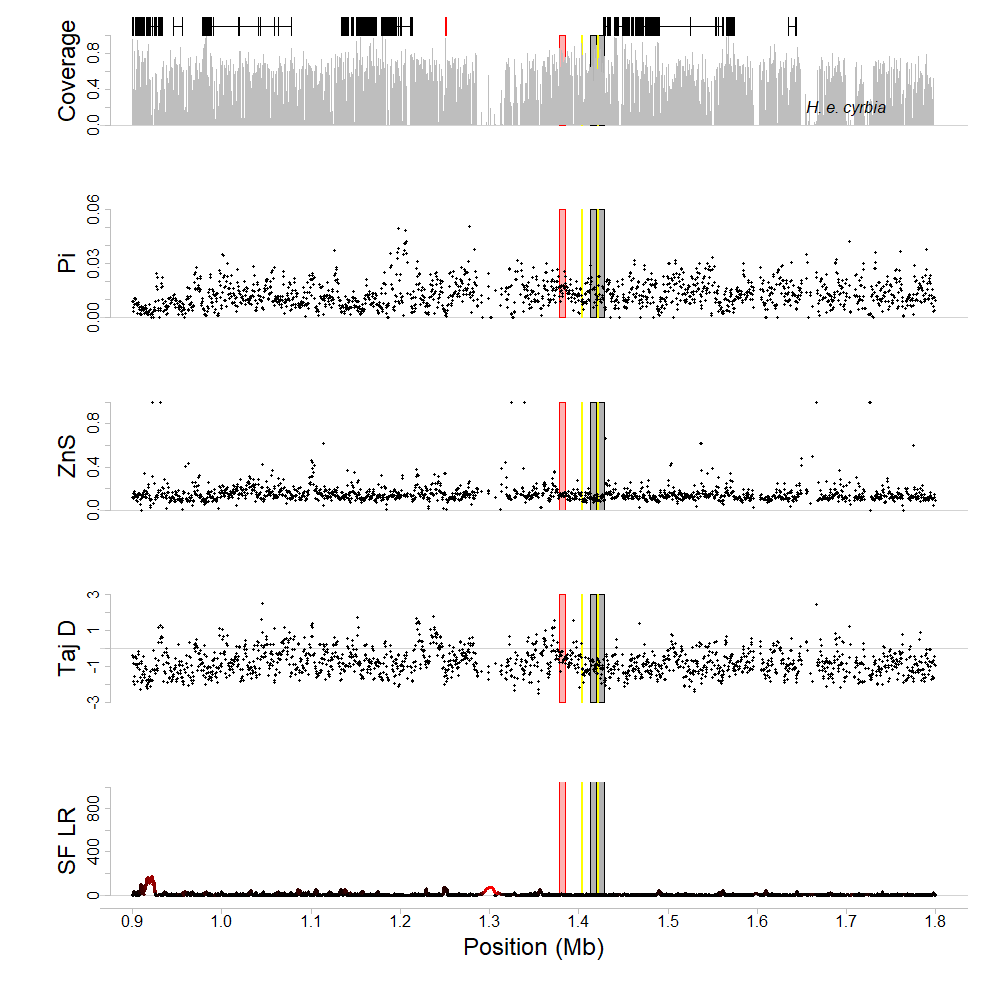 Coverage
0.0 0.4 0.8
H. e. cyrbia
Pi
0.00 0.03 0.06
ZnS
0.0 0.4 0.8
Taj D
-3 -1 1 3
SF LR
0 400 800
0.9 1.0 1.1 1.2 1.3 1.4 1.5 1.6 1.7 1.8
Position (Mb)